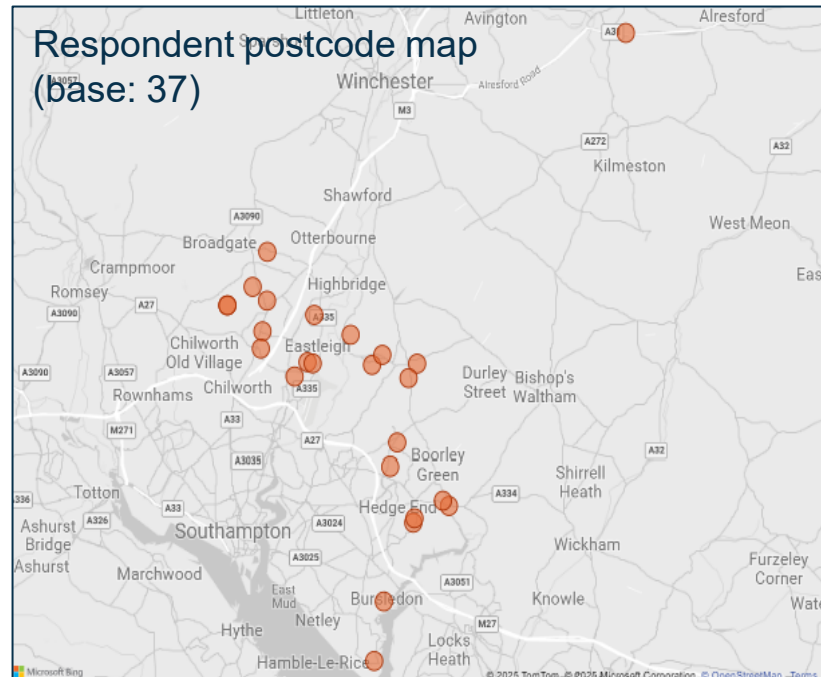 Respondent postcode map
(base: 37)
Littleton
Avington
Alresford
Sparsholt
A3057
Winchester
Alresford Road
M3
A272
A32
Kilmeston
Shawford
A3090
West Meon
Broadgate
Otterbourne
Crampmoor
Romsey
A27
Highbridge
A3090
A335
Chilworth
Old Village
Eastleigh
A3090
A3057
Chilworth
A335
Durley
Street
Bishop's
Waltham
Rownhams
A33
M271
A27
A32
A3035
Boorley
Green
Shirrell
Heath
Totton
A334
336
A326
A33
Hedge End
Ashurst
Bridge
Southampton
A3024
Wickham
Ashurst
A3025
Marchwood
Furzeley
Corner
A3051
East
Mud
Bursledon
Knowle
Netley
Hythe
M27
Locks
Heath
Hamble-Le-Rice
Microsoft Bing
© 2025 TomTom, © 2025 Microsoft Corporation, © OpenStreetMap Terms